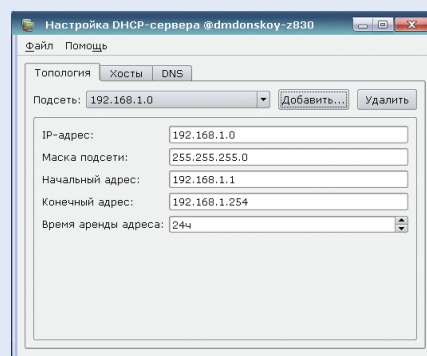 Настройка DHCP-сервера @dmdonskoy-z830
Файл Помощь
Топология Хосты DNS
Подсеть: 192.168.1.0 Добавить... Удалить
IP-адрес: 192.168.1.0
Маска подсети: 255.255.255.0
Начальный адрес: 192.168.1.1
Конечный адрес: 192.168.1.254
Время аренды адреса: 24ч